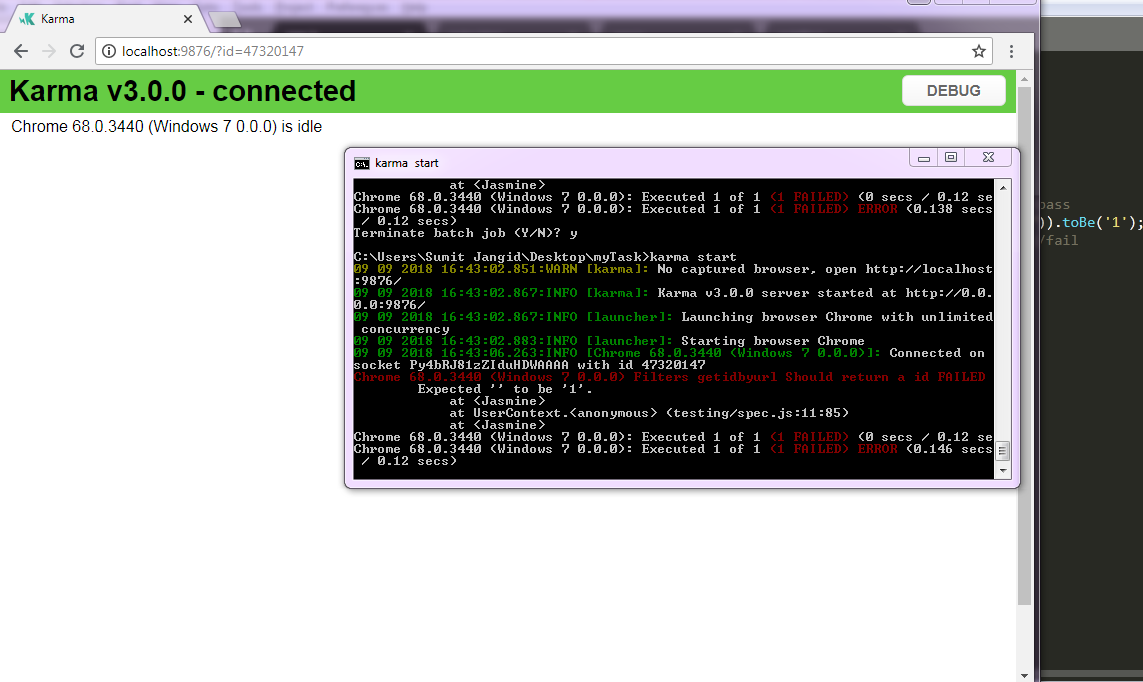 Karma
localhost:9876/?id=47320147
Karma v3.0.0 - connected
DEBUG
Chrome 68.0.3440 (Windows 7 0.0.0) is idle
karma start
at <Jasmine>
Chrome 68.0.3440 (Windows 7 0.0.0): Executed 1 of 1 (1 FAILED) (0 secs / 0.12 se
Chrome 68.0.3440 (Windows 7 0.0.0): Executed 1 of 1 (1 FAILED) ERROR (0.138 secs
/ 0.12 secs)
Terminate batch job (Y/N)? y
C:\Users\Sumit Jangid\Desktop\myTask>karma start
09 09 2018 16:43:02.851:WARN [karma]: No captured browser, open http://localhost
:9876/
09 09 2018 16:43:02.867:INFO [karma]: Karma v3.0.0 server started at http://0.0.
0.0:9876/
09 09 2018 16:43:02.867:INFO [launcher]: Launching browser Chrome with unlimited
concurrency
09 09 2018 16:43:02.883:INFO [launcher]: Starting browser Chrome
09 09 2018 16:43:06.263:INFO [Chrome 68.0.3440 (Windows 7 0.0.0)]: Connected on
socket Py4bRJ81zZIduHDWAAAA with id 47320147
Chrome 68.0.3440 (Windows 7 0.0.0) Filters getidbyurl Should return a id FAILED
Expected '' to be '1'.
at <Jasmine>
at UserContext.<anonymous> (testing/spec.js:11:85)
at <Jasmine>
Chrome 68.0.3440 (Windows 7 0.0.0): Executed 1 of 1 (1 FAILED) (0 secs / 0.12 se
Chrome 68.0.3440 (Windows 7 0.0.0): Executed 1 of 1 (1 FAILED) ERROR (0.146 secs
/ 0.12 secs)
pass
)).toBe('1');
/fail